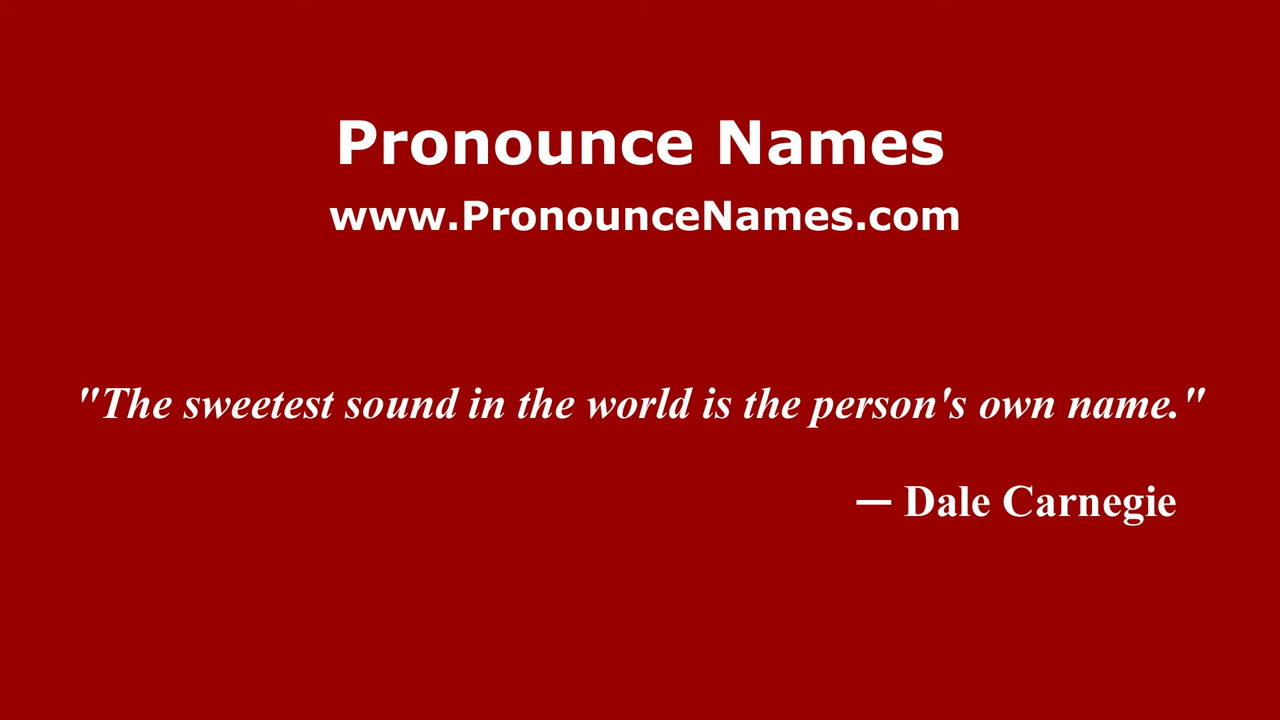 Pronounce Names
www.PronounceNames.com
"The sweetest sound in the world is the person's own name."
— Dale Carnegie